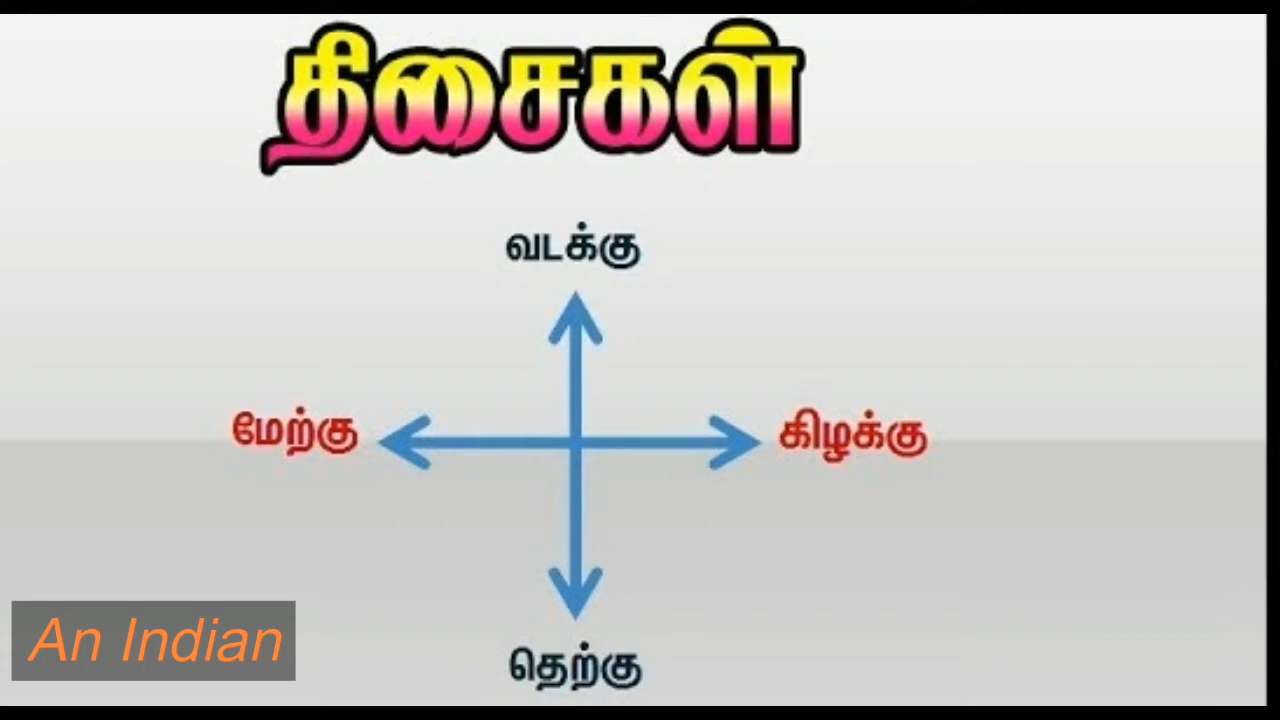 திசைகள்
வடக்கு
மேற்கு
கிழக்கு
தெற்கு
An Indian